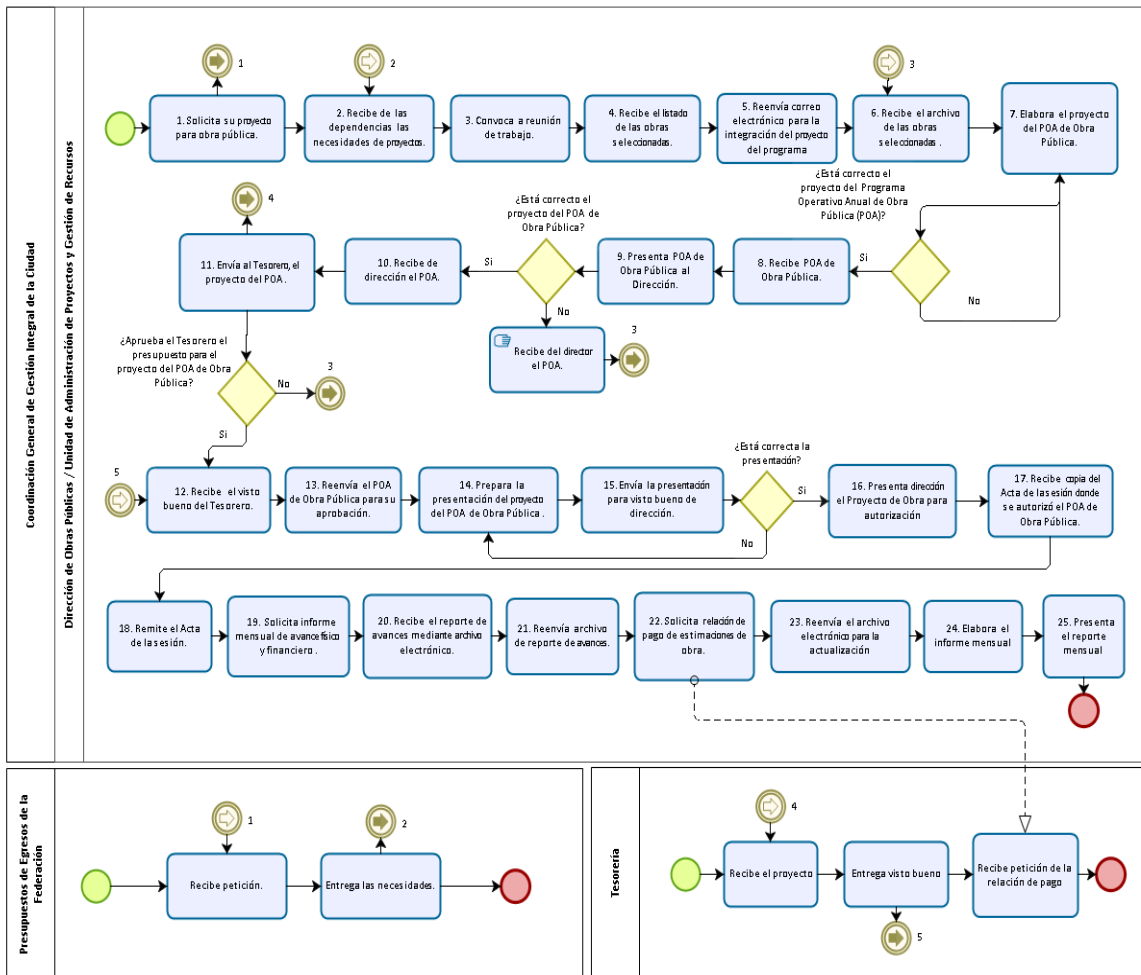 Coordinación General de Gestión Integral de la Ciudad
Dirección de Obras Públicas / Unidad de Administración de Proyectos y Gestión de Recursos
1
2
3
1. Solicita su proyecto
para obra pública.
2. Recibe de las
dependencias las
necesidades de proyectos.
3. Convoca a reunión
de trabajo.
4. Recibe el listado
de las obras
seleccionadas.
5. Reenvía correo
electrónico para la
integración del proyecto
del programa
6. Recibe el archivo
de las obras
seleccionadas .
7. Elabora el proyecto
del POA de Obra
Pública.
¿Está correcto el
proyecto del Programa
Operativo Anual de Obra
Pública (POA)?
Si
No
8. Recibe POA de
Obra Pública.
9. Presenta POA de
Obra Pública al
Dirección.
¿Está correcto el
proyecto del POA de
Obra Pública?
Si
No
Recibe del director
el POA.
3
10. Recibe de
dirección el POA.
11. Envía al Tesorero, el
proyecto del POA.
4
¿Aprueba el Tesorero el
presupuesto para el
proyecto del POA de Obra
Pública?
No
3
Si
5
12. Recibe el visto
bueno del Tesorero.
13. Reenvía el POA
de Obra Pública para su
aprobación.
14. Prepara la
presentación del proyecto
del POA de Obra Pública .
15. Envía la presentación
para visto bueno de
dirección.
¿Está correcta la
presentación?
Si
No
16. Presenta dirección
el Proyecto de Obra para
autorización
17. Recibe copia del
Acta de la sesión donde
se autorizó el POA de
Obra Pública.
18. Remite el Acta
de la sesión.
19. Solicita informe
mensual de avance físico
y financiero .
20. Recibe el reporte de
avances mediante archivo
electrónico.
21. Reenvía archivo
de reporte de avances.
22. Solicita relación de
pago de estimaciones de
obra.
23. Reenvía el archivo
electrónico para la
actualización
24. Elabora el
informe mensual
25. Presenta
el reporte
mensual
Presupuestos de Egresos de la
Federación
1
Recibe petición.
2
Entrega las necesidades.
Tesorería
4
Recibe el proyecto
Entrega visto bueno
5
Recibe petición de la
relación de pago